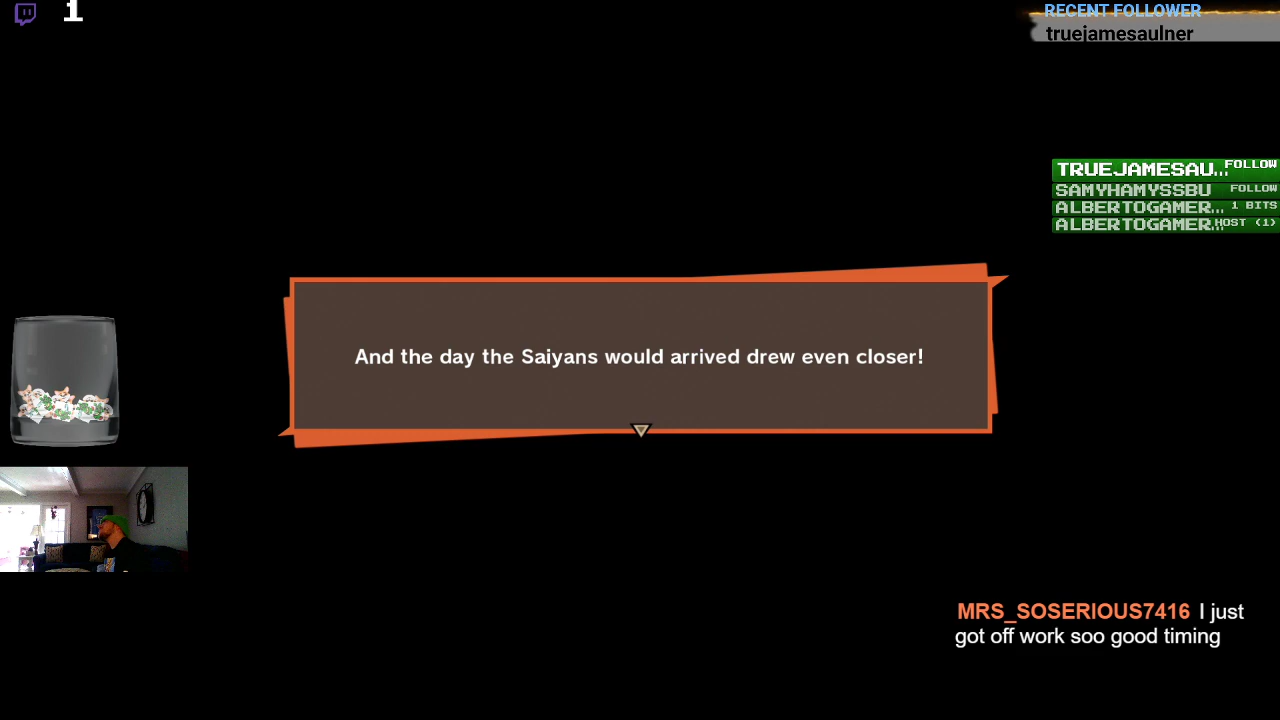 1
RECENT FOLLOWER
truejamesaulner
TRUEJAMESAU... FOLLOW
SAMYHAMYSSBU FOLLOW
ALBERTOGAMER... 1 BITS
ALBERTOGAMER... HOST (1)
And the day the Saiyans would arrived drew even closer!
MRS_SOSERIOUS7416 I just
got off work soo good timing